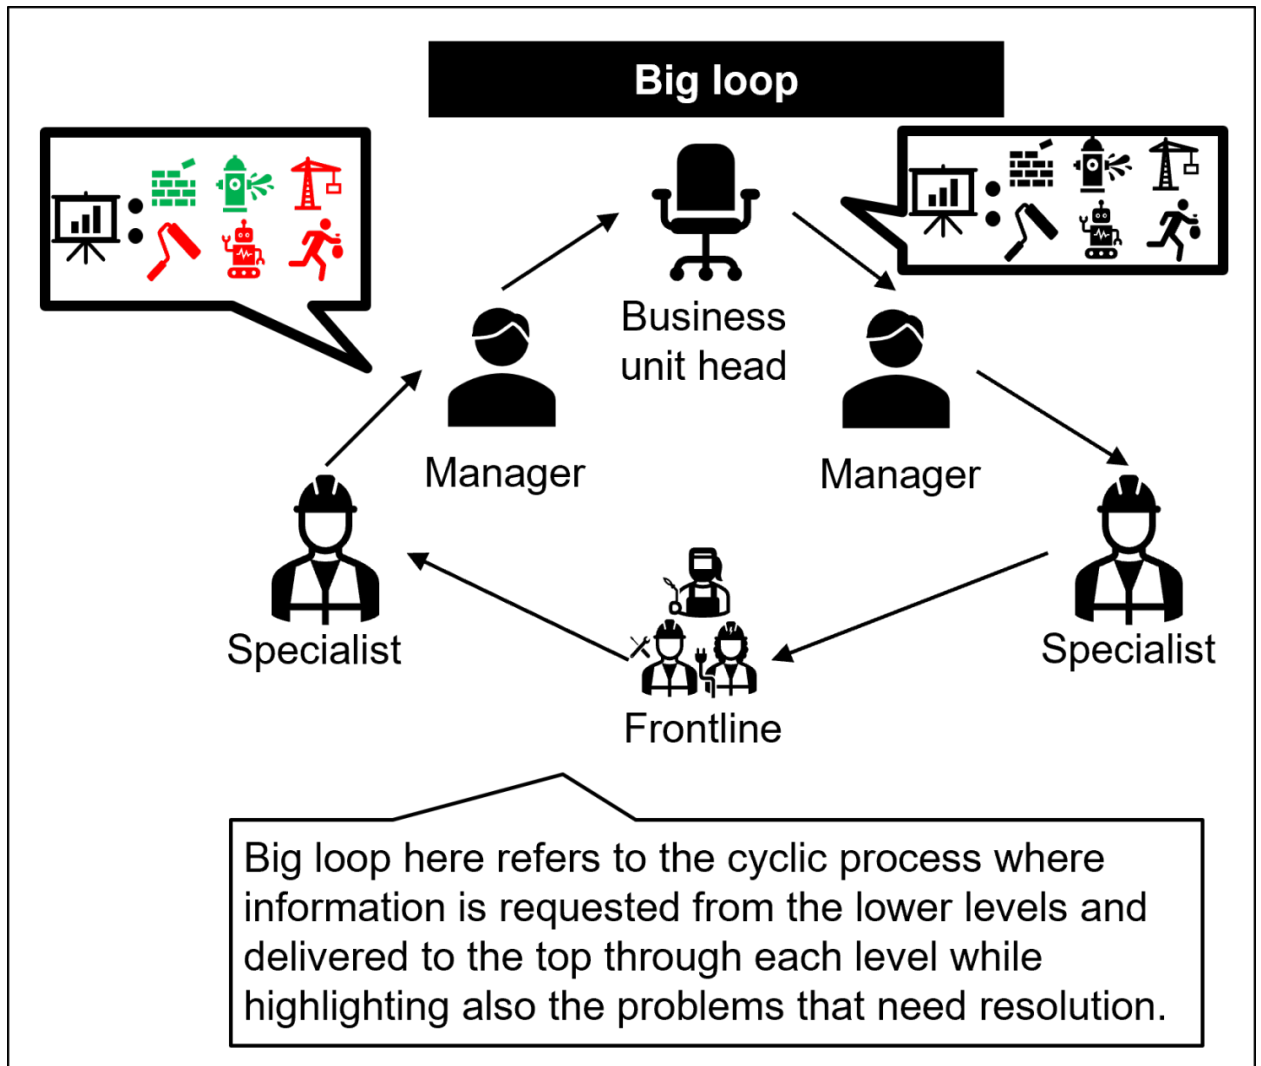 Big loop
Business
unit head
Manager
Manager
Specialist
Specialist
Frontline
Big loop here refers to the cyclic process where
information is requested from the lower levels and
delivered to the top through each level while
highlighting also the problems that need resolution.